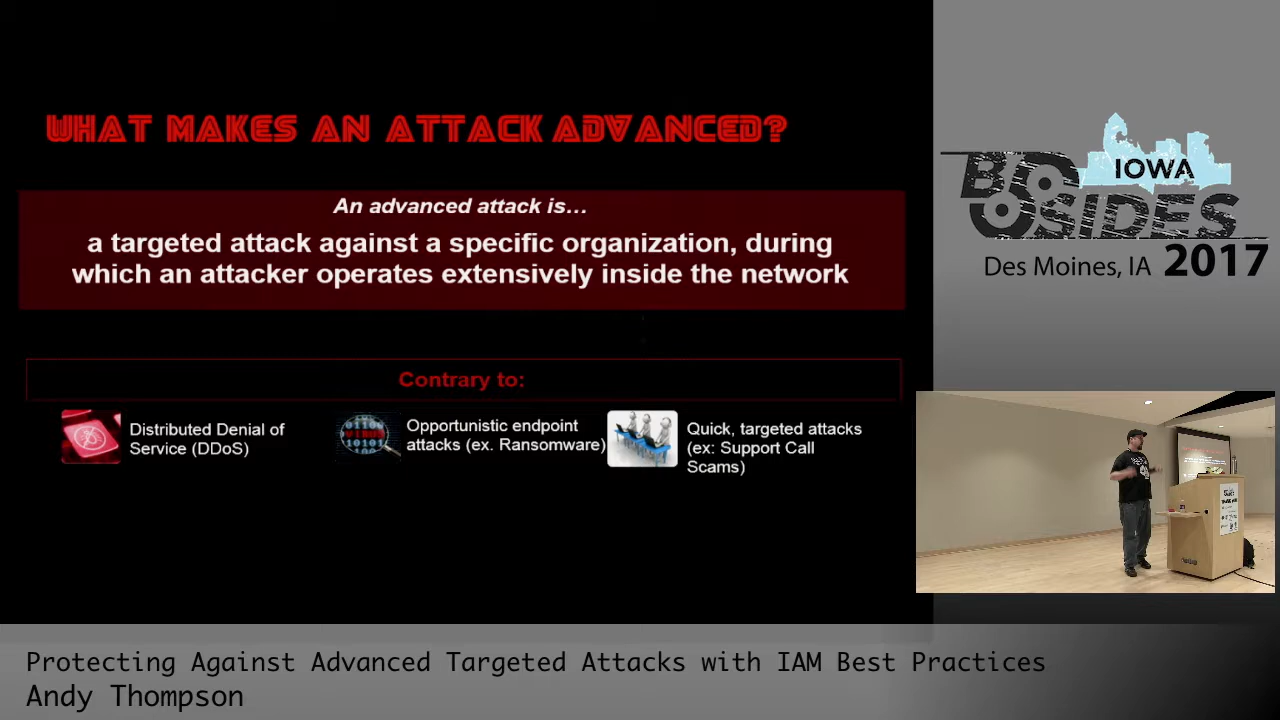 WHAT MAKES AN ATTACK ADVANCED?
An advanced attack is…
a targeted attack against a specific organization, during
which an attacker operates extensively inside the network
Contrary to:
Distributed Denial of
Service (DDoS)
Opportunistic endpoint
attacks (ex. Ransomware)
Quick, targeted attacks
(ex: Support Call
Scams)
01100
VIRUS
10101
IOWA
BSIDES
Des Moines, IA 2017
Protecting Against Advanced Targeted Attacks with IAM Best Practices
Andy Thompson